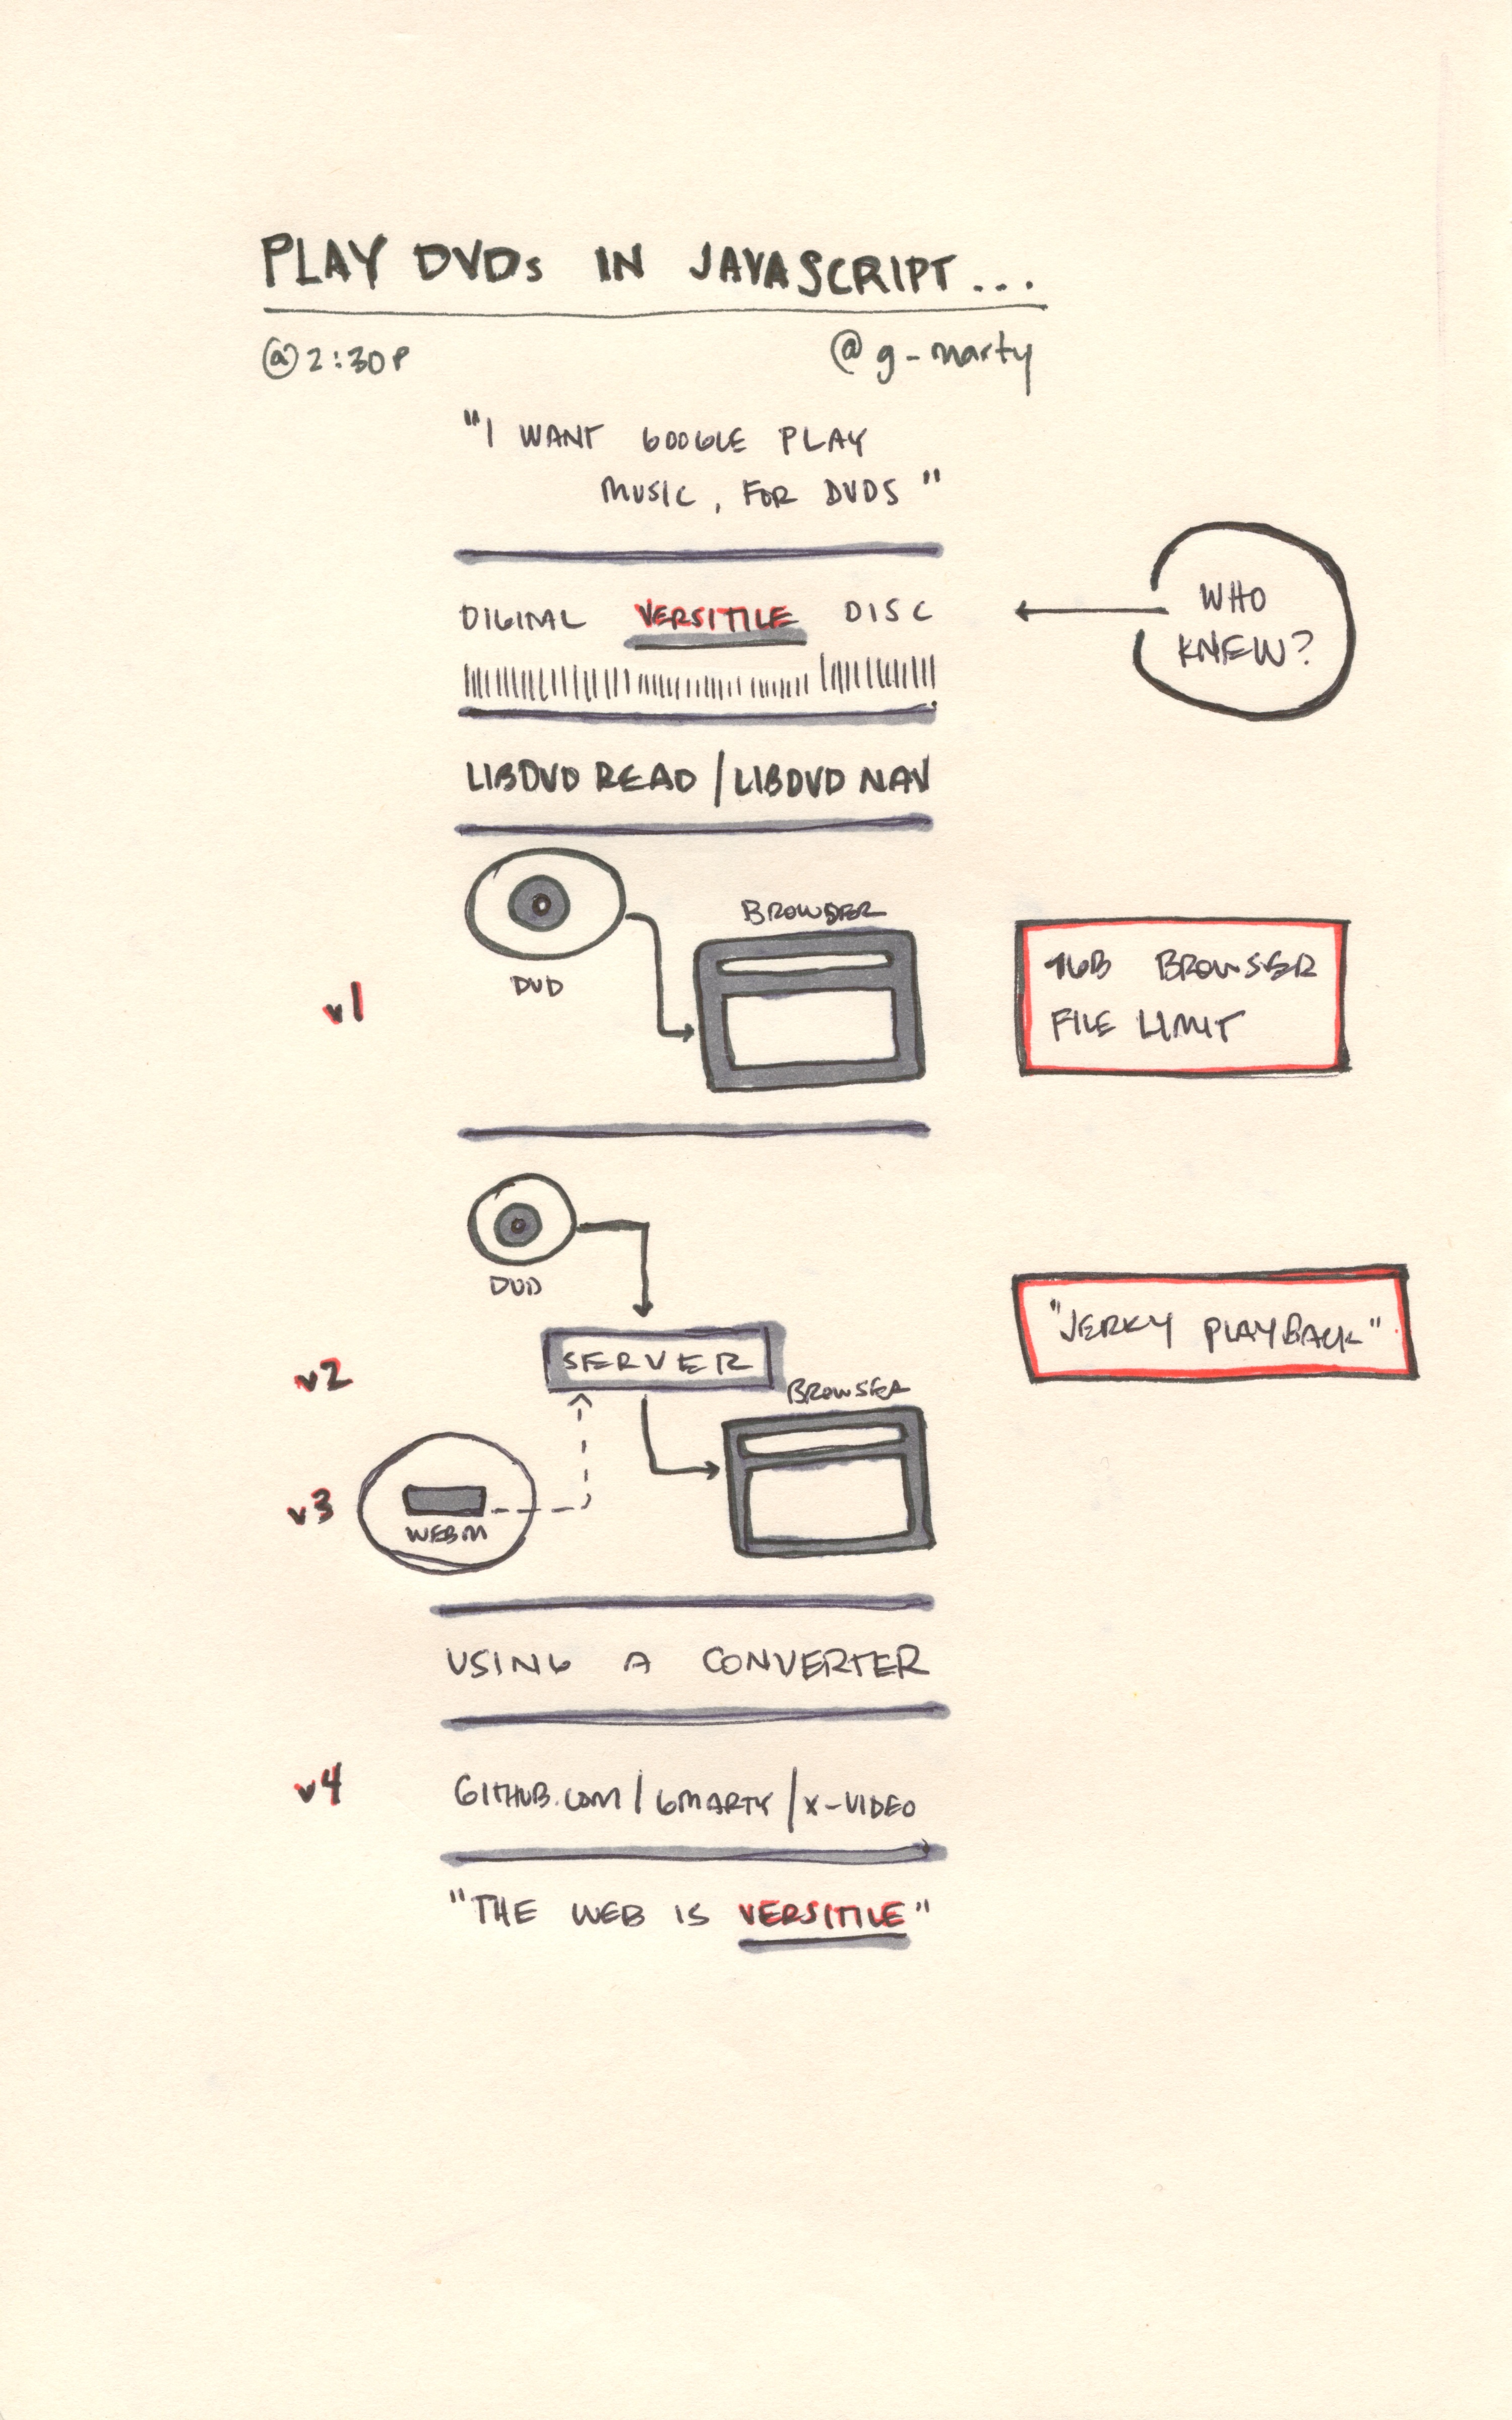 PLAY DVDs IN JAVASCRIPT...
@2:30P
@g-marty
"I WANT GOOGLE PLAY
MUSIC, FOR DVDS"
DIGITAL VERSITILE DISC
WHO
KNEW?
LIBDVD READ / LIBDVD NAV
BROWSER
DVD
v1
1GB BROWSER
FILE LIMIT
DVD
"JERKY PLAYBACK"
SERVER
v2
BROWSER
v3
WEBM
USING A CONVERTER
v4
GITHUB.COM/GMARTY/X-VIDEO
"THE WEB IS VERSITILE"